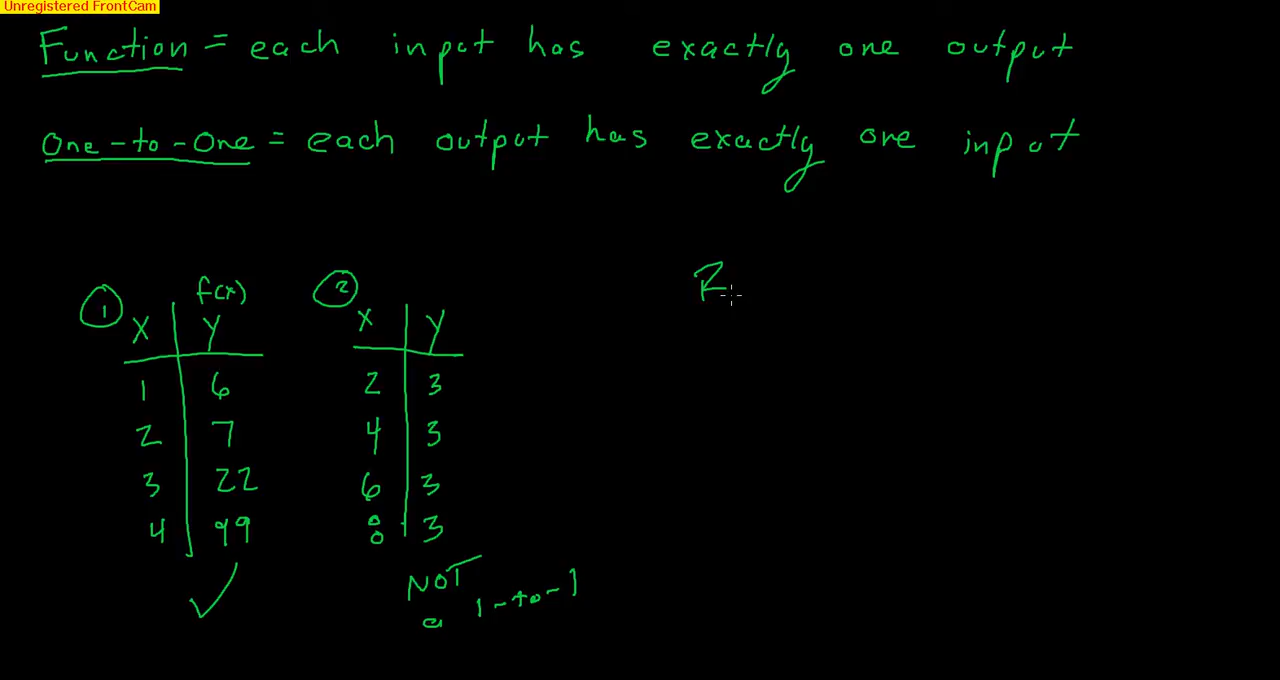 Unregistered FrontCam
Function = each input has exactly one output
One-to-One = each output has exactly one input
1
f(x)
X Y
1 6
2 7
3 22
4 99
✓
2
X Y
2 3
4 3
6 3
8 3
NOT
a 1-to-1